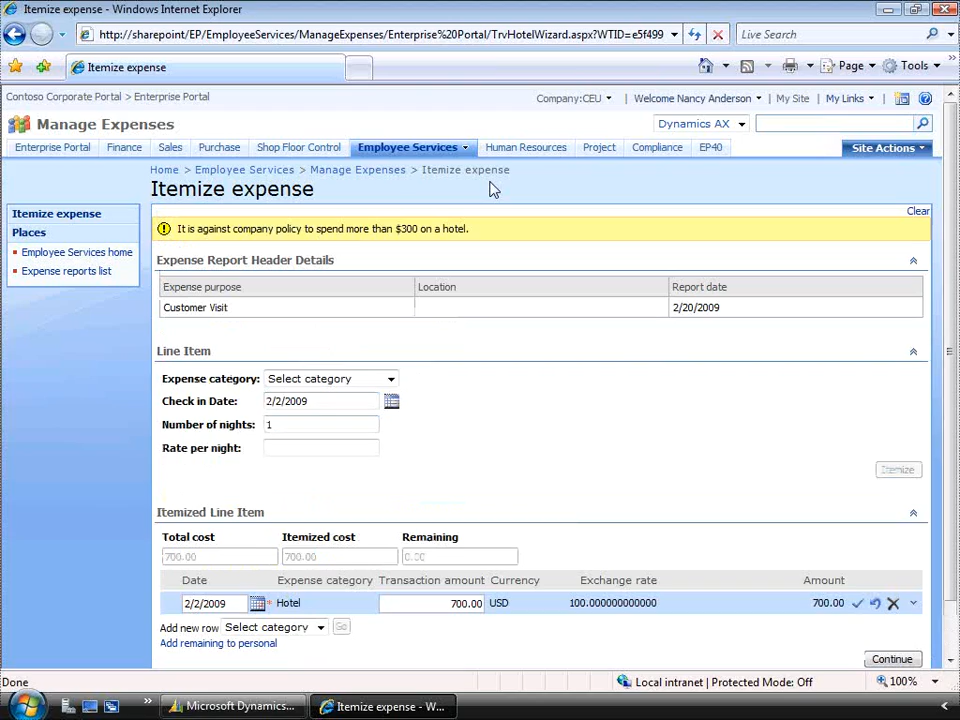 Itemize expense - Windows Internet Explorer
http://sharepoint/EP/EmployeeServices/ManageExpenses/Enterprise%20Portal/TrvHotelWizard.aspx?WTID=e5f499
Live Search
Itemize expense
Page
Tools
Contoso Corporate Portal > Enterprise Portal
Company:CEU
Welcome Nancy Anderson
My Site
My Links
Manage Expenses
Dynamics AX
Enterprise Portal
Finance
Sales
Purchase
Shop Floor Control
Employee Services
Human Resources
Project
Compliance
EP40
Site Actions
Home > Employee Services > Manage Expenses > Itemize expense
Itemize expense
Itemize expense
Places
Employee Services home
Expense reports list
Clear
It is against company policy to spend more than $300 on a hotel.
Expense Report Header Details
Expense purpose Location Report date
Customer Visit 2/20/2009
Line Item
Expense category: Select category
Check in Date: 2/2/2009
Number of nights: 1
Rate per night:
Itemize
Itemized Line Item
Total cost Itemized cost Remaining
700.00 700.00 0.00
Date Expense category Transaction amount Currency Exchange rate Amount
2/2/2009 * Hotel 700.00 USD 100.000000000000 700.00
Add new row Select category Go
Add remaining to personal
Continue
Done
Local intranet | Protected Mode: Off
100%
Microsoft Dynamics...
Itemize expense - W...